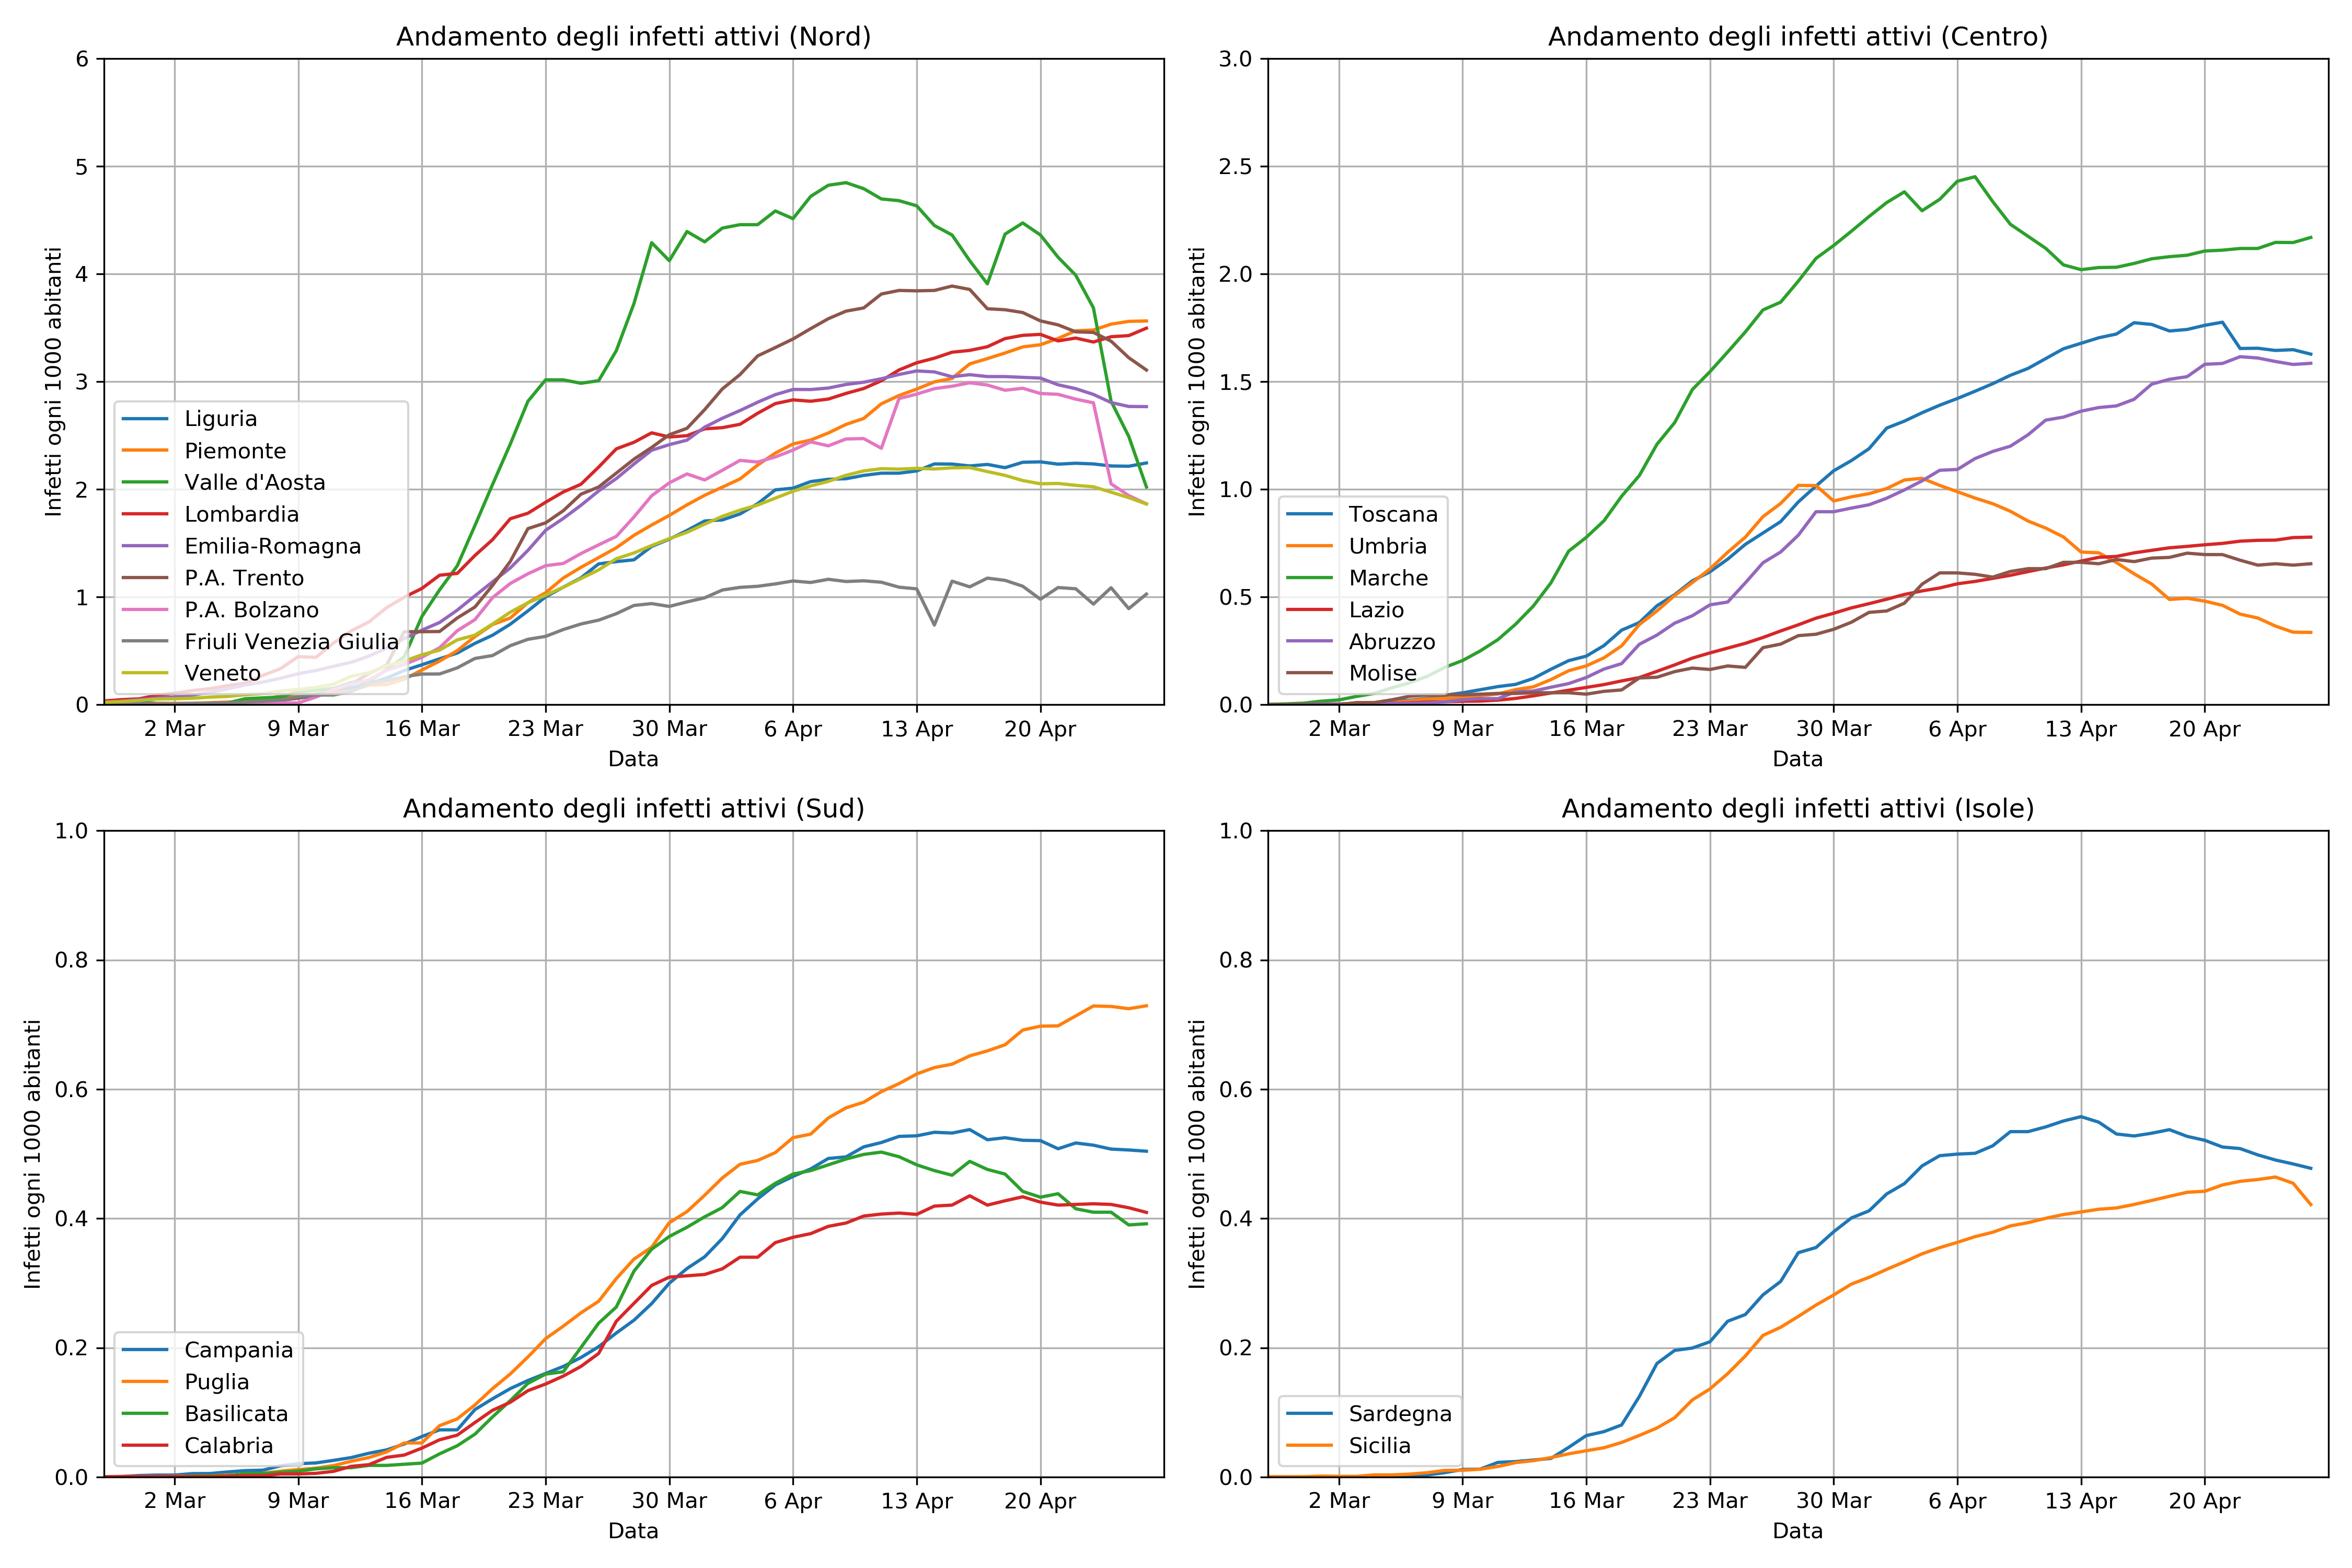 Andamento degli infetti attivi (Nord)
6
5
4
3
2
1
0
Infetti ogni 1000 abitanti
Liguria
Piemonte
Valle d'Aosta
Lombardia
Emilia-Romagna
P.A. Trento
P.A. Bolzano
Friuli Venezia Giulia
Veneto
2 Mar
9 Mar
16 Mar
23 Mar
30 Mar
6 Apr
13 Apr
20 Apr
Data
Andamento degli infetti attivi (Centro)
3.0
2.5
2.0
1.5
1.0
0.5
0.0
Infetti ogni 1000 abitanti
Toscana
Umbria
Marche
Lazio
Abruzzo
Molise
2 Mar
9 Mar
16 Mar
23 Mar
30 Mar
6 Apr
13 Apr
20 Apr
Data
Andamento degli infetti attivi (Sud)
1.0
0.8
0.6
0.4
0.2
0.0
Infetti ogni 1000 abitanti
Campania
Puglia
Basilicata
Calabria
2 Mar
9 Mar
16 Mar
23 Mar
30 Mar
6 Apr
13 Apr
20 Apr
Data
Andamento degli infetti attivi (Isole)
1.0
0.8
0.6
0.4
0.2
0.0
Infetti ogni 1000 abitanti
Sardegna
Sicilia
2 Mar
9 Mar
16 Mar
23 Mar
30 Mar
6 Apr
13 Apr
20 Apr
Data